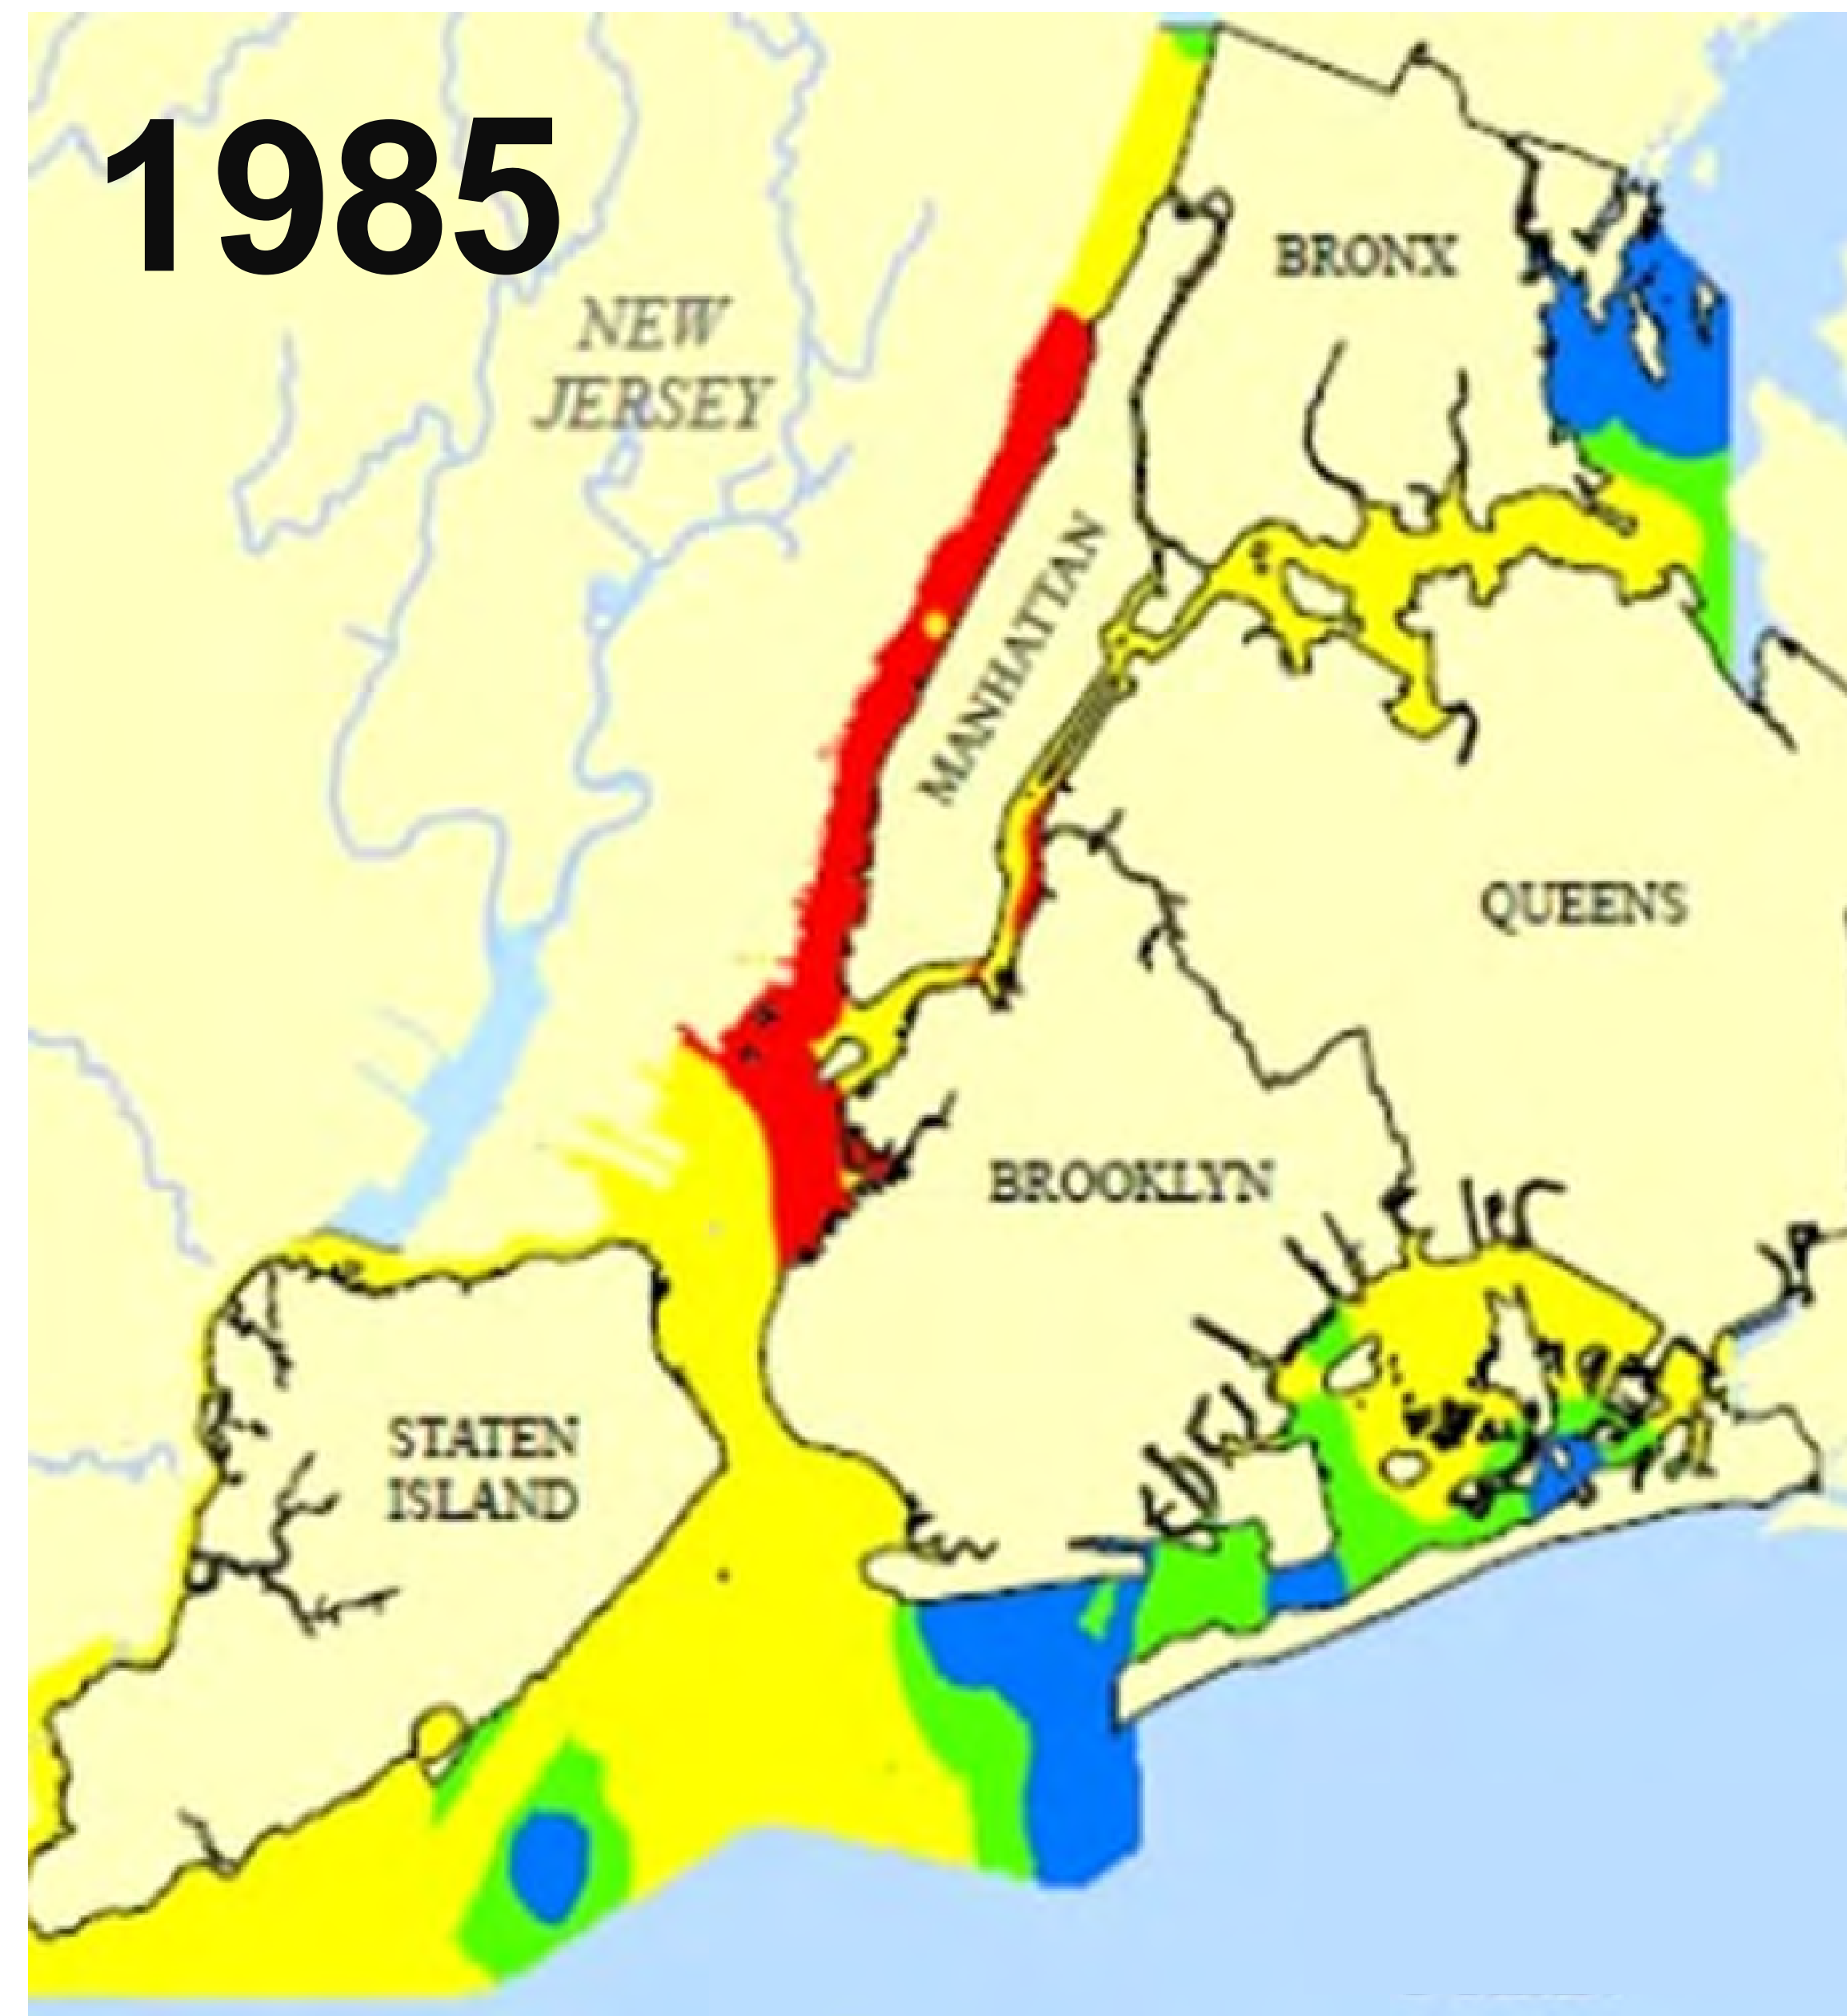 1985
BRONX
NEW
JERSEY
MANHATTAN
QUEENS
BROOKLYN
STATEN
ISLAND